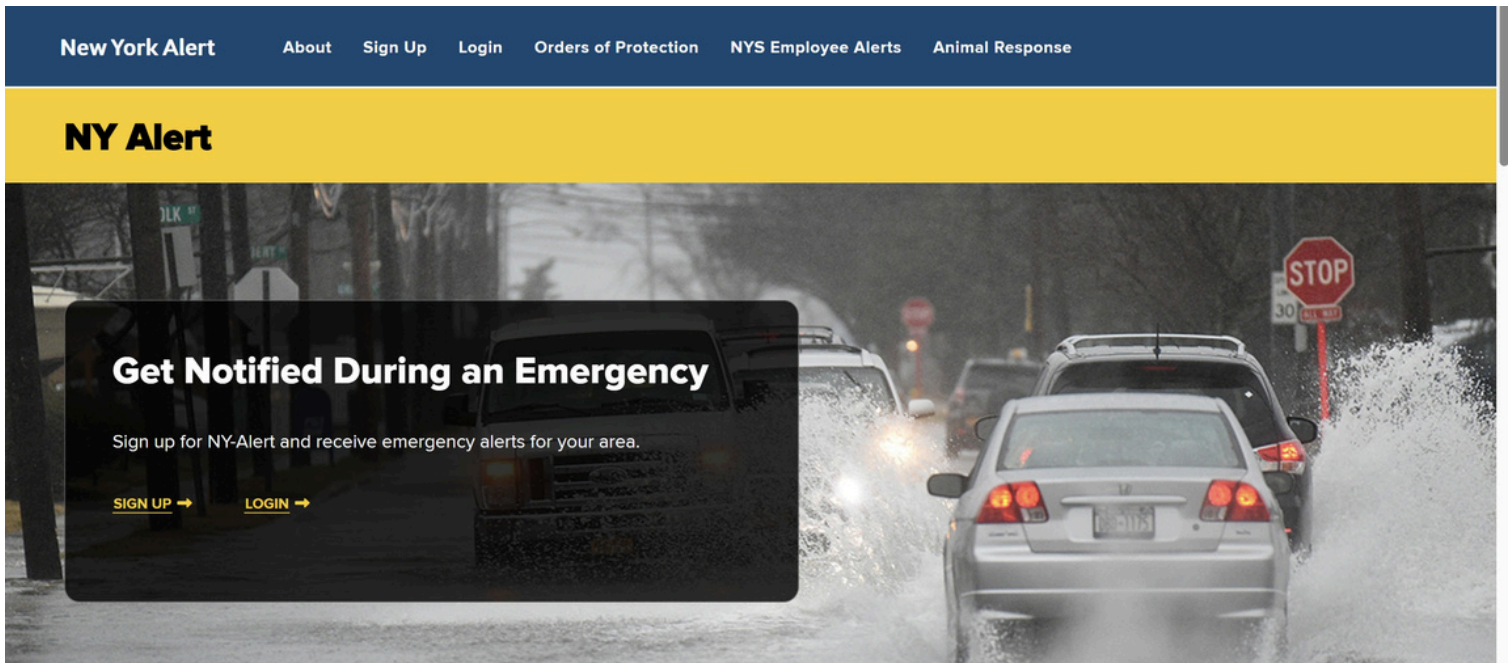 New York Alert About Sign Up Login Orders of Protection NYS Employee Alerts Animal Response
NY Alert
STOP
30
ALL WAY
Get Notified During an Emergency
Sign up for NY-Alert and receive emergency alerts for your area.
SIGN UP ➞ LOGIN ➞